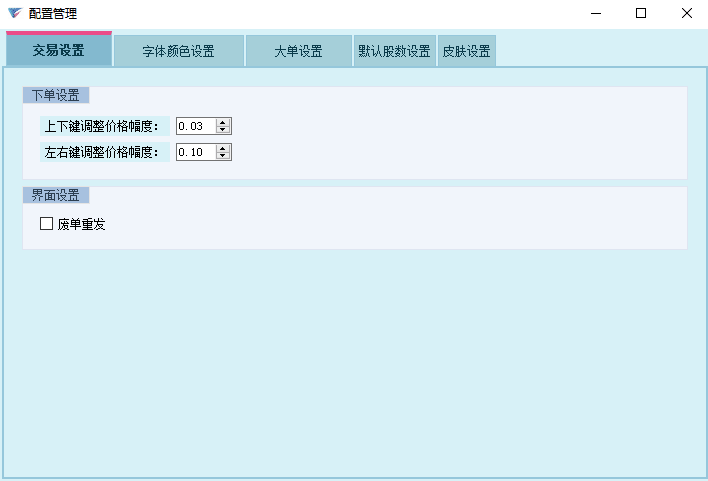 配置管理
交易设置
字体颜色设置
大单设置
默认股数设置
皮肤设置
下单设置
上下键调整价格幅度： 0.03
左右键调整价格幅度： 0.10
界面设置
废单重发